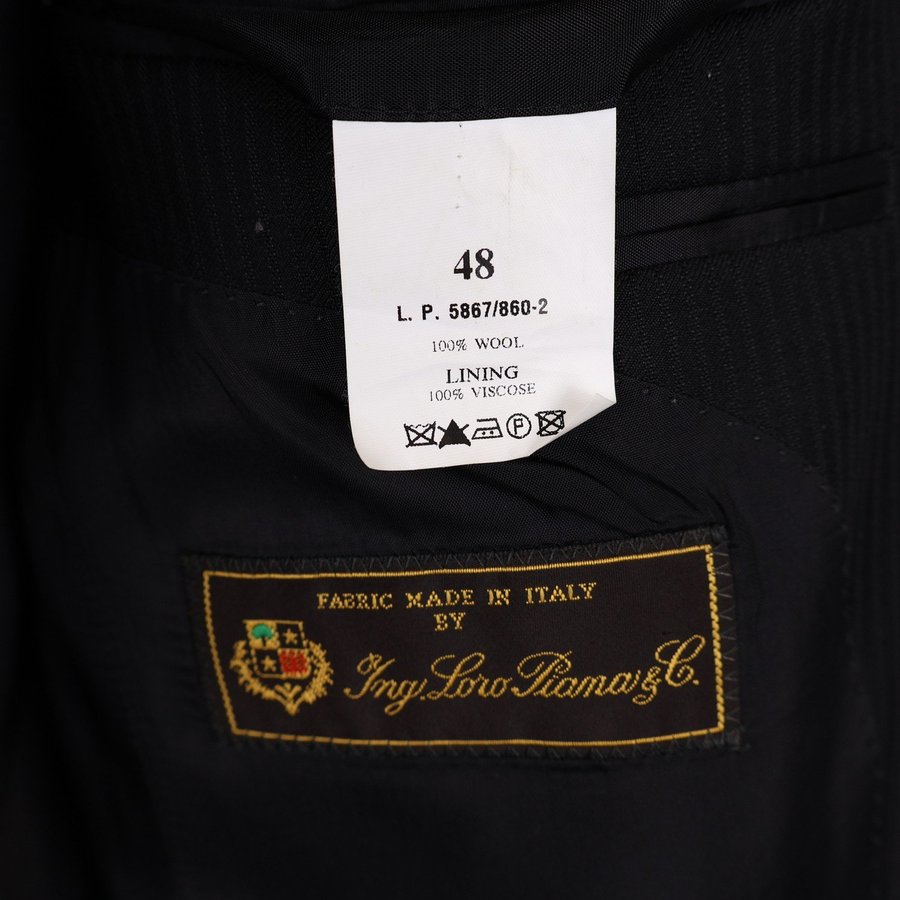 48
L. P. 5867/860-2
100% WOOL
LINING
100% VISCOSE
P
FABRIC MADE IN ITALY
BY
Ing. Loro Piana & C.